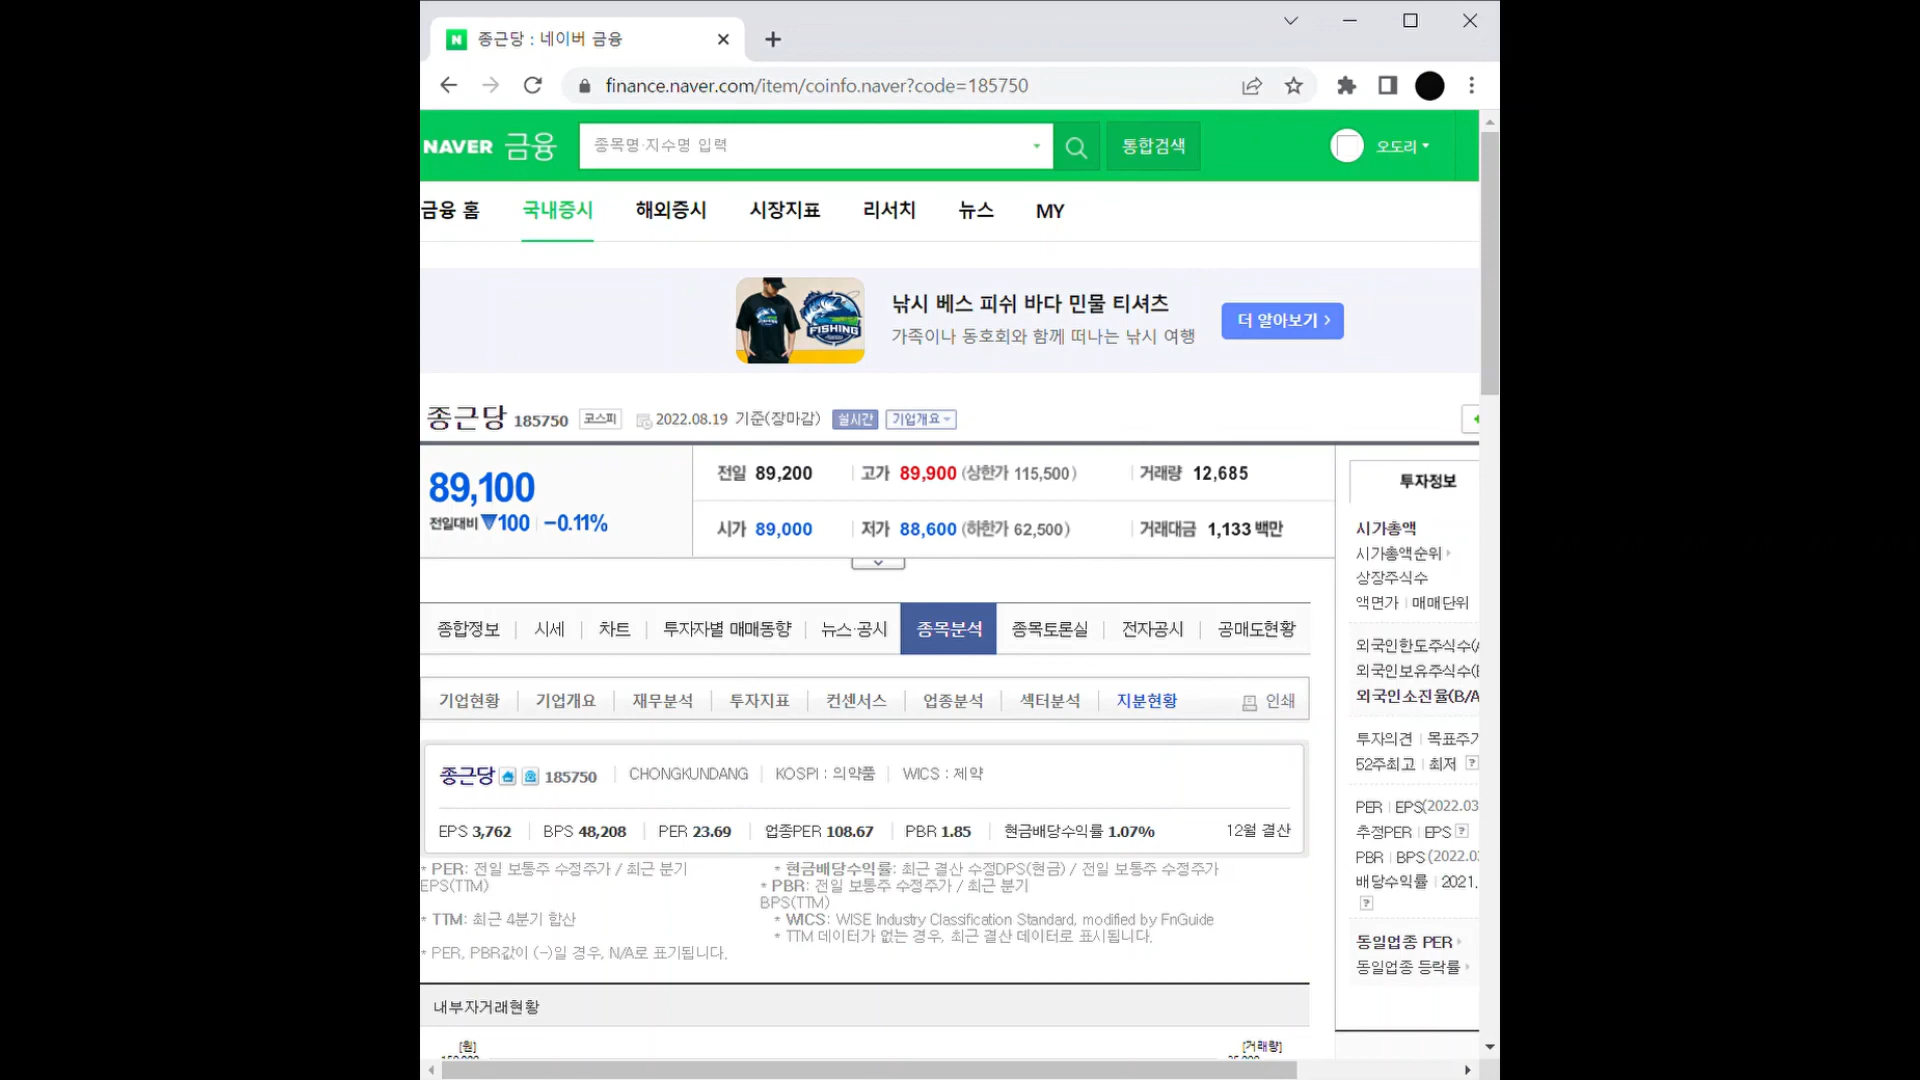 종근당 : 네이버 금융
finance.naver.com/item/coinfo.naver?code=185750
NAVER 금융
종목명·지수명 입력
통합검색
오도리
금융 홈 국내증시 해외증시 시장지표 리서치 뉴스 MY
FISHING
낚시 베스 피쉬 바다 민물 티셔츠
가족이나 동호회와 함께 떠나는 낚시 여행
더 알아보기 >
종근당 185750 코스피 2022.08.19 기준(장마감) 실시간 기업개요
89,100
전일대비 ▼100 -0.11%
전일 89,200 고가 89,900 (상한가 115,500) 거래량 12,685
시가 89,000 저가 88,600 (하한가 62,500) 거래대금 1,133 백만
종합정보 시세 차트 투자자별 매매동향 뉴스·공시 종목분석 종목토론실 전자공시 공매도현황
기업현황 기업개요 재무분석 투자지표 컨센서스 업종분석 섹터분석 지분현황 인쇄
종근당 185750 CHONGKUNDANG KOSPI : 의약품 WICS : 제약
EPS 3,762 BPS 48,208 PER 23.69 업종PER 108.67 PBR 1.85 현금배당수익률 1.07% 12월 결산
* PER: 전일 보통주 수정주가 / 최근 분기
EPS(TTM)
* TTM: 최근 4분기 합산
* PER, PBR값이 (-)일 경우, N/A로 표기됩니다.
* 현금배당수익률: 최근 결산 수정DPS(현금) / 전일 보통주 수정주가
* PBR: 전일 보통주 수정주가 / 최근 분기
BPS(TTM)
* WICS: WISE Industry Classification Standard, modified by FnGuide
* TTM 데이터가 없는 경우, 최근 결산 데이터로 표시됩니다.
내부자거래현황
[원] [거래량]
투자정보
시가총액
시가총액순위
상장주식수
액면가 매매단위
외국인한도주식수(A
외국인보유주식수(B
외국인소진율(B/A
투자의견 목표주가
52주최고 최저 ?
PER EPS(2022.03
추정PER EPS ?
PBR BPS (2022.03
배당수익률 2021.
?
동일업종 PER
동일업종 등락률